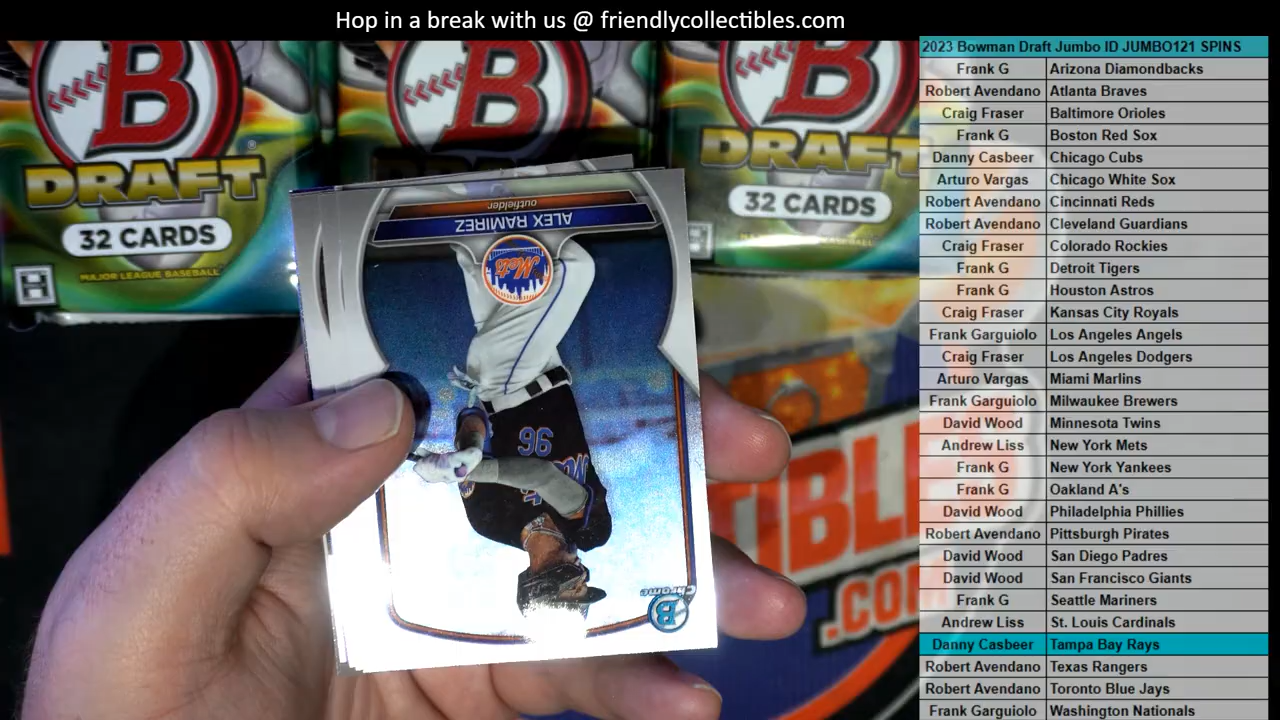 Hop in a break with us @ friendlycollectibles.com
2023 Bowman Draft Jumbo ID JUMBO121 SPINS
Frank G Arizona Diamondbacks
Robert Avendano Atlanta Braves
Craig Fraser Baltimore Orioles
Frank G Boston Red Sox
Danny Casbeer Chicago Cubs
Arturo Vargas Chicago White Sox
Robert Avendano Cincinnati Reds
Robert Avendano Cleveland Guardians
Craig Fraser Colorado Rockies
Frank G Detroit Tigers
Frank G Houston Astros
Craig Fraser Kansas City Royals
Frank Garguiolo Los Angeles Angels
Craig Fraser Los Angeles Dodgers
Arturo Vargas Miami Marlins
Frank Garguiolo Milwaukee Brewers
David Wood Minnesota Twins
Andrew Liss New York Mets
Frank G New York Yankees
Frank G Oakland A's
David Wood Philadelphia Phillies
Robert Avendano Pittsburgh Pirates
David Wood San Diego Padres
David Wood San Francisco Giants
Frank G Seattle Mariners
Andrew Liss St. Louis Cardinals
Danny Casbeer Tampa Bay Rays
Robert Avendano Texas Rangers
Robert Avendano Toronto Blue Jays
Frank Garguiolo Washington Nationals
B
DRAFT
32 CARDS
MAJOR LEAGUE BASEBALL
H
B
B
DRAFT
32 CARDS
outfielder
ALEX RAMIREZ
Mets
96
Chrome
B
TIBLE
.COM